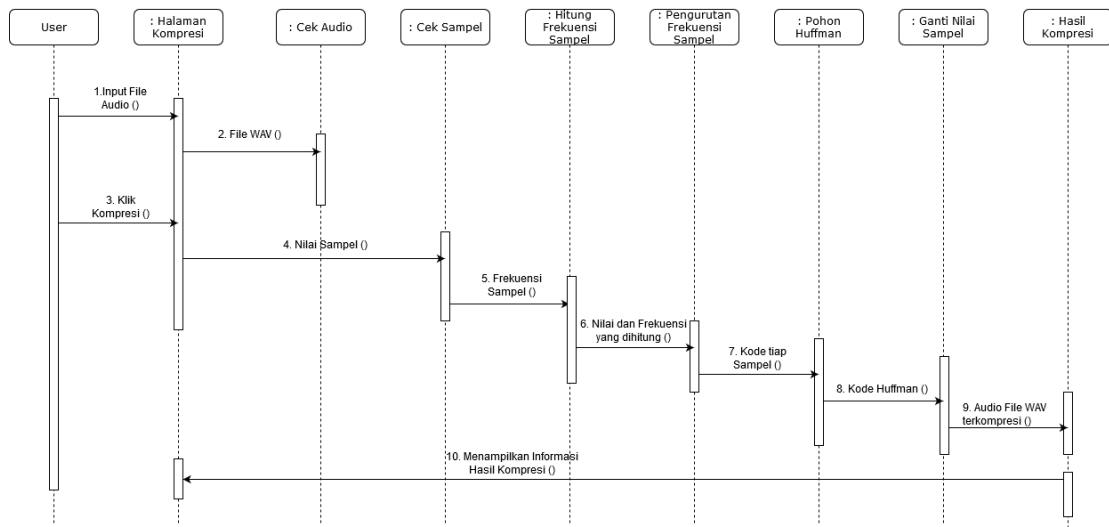 User
: Halaman
Kompresi
: Cek Audio
: Cek Sampel
: Hitung
Frekuensi
Sampel
: Pengurutan
Frekuensi
Sampel
: Pohon
Huffman
: Ganti Nilai
Sampel
: Hasil
Kompresi
1.Input File
Audio ()
2. File WAV ()
3. Klik
Kompresi ()
4. Nilai Sampel ()
5. Frekuensi
Sampel ()
6. Nilai dan Frekuensi
yang dihitung ()
7. Kode tiap
Sampel ()
8. Kode Huffman ()
9. Audio File WAV
terkompresi ()
10. Menampilkan Informasi
Hasil Kompresi ()